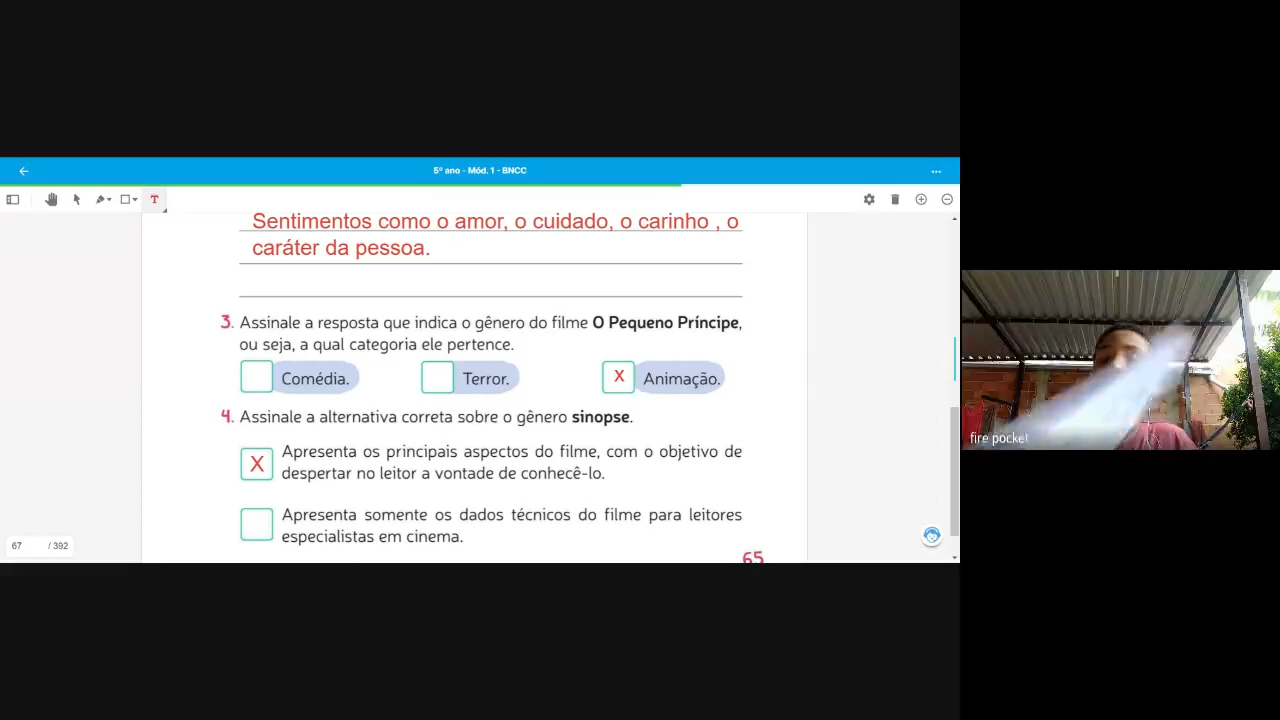 5º ano - Mód. 1 - BNCC
T
Sentimentos como o amor, o cuidado, o carinho , o
caráter da pessoa.
3. Assinale a resposta que indica o gênero do filme O Pequeno Príncipe,
ou seja, a qual categoria ele pertence.
Comédia. Terror. X Animação.
4. Assinale a alternativa correta sobre o gênero sinopse.
X Apresenta os principais aspectos do filme, com o objetivo de
despertar no leitor a vontade de conhecê-lo.
Apresenta somente os dados técnicos do filme para leitores
especialistas em cinema.
67 / 392
65
fire pocket